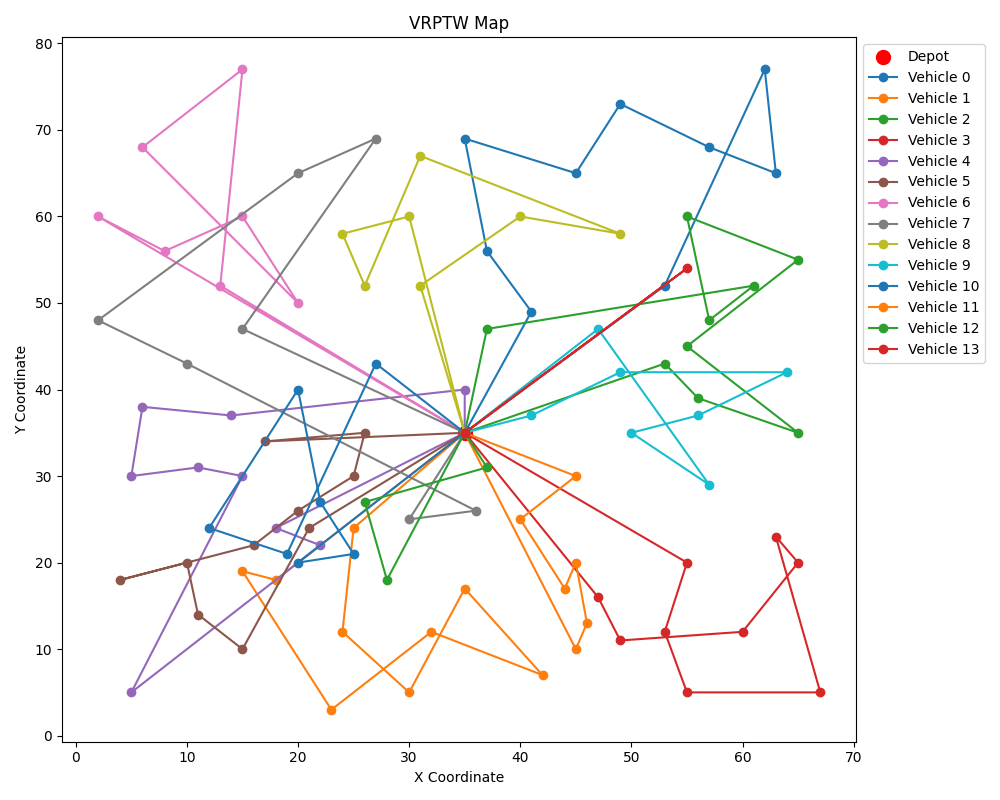 VRPTW Map
80
70
60
50
40
30
20
10
0
Y Coordinate
0 10 20 30 40 50 60 70
X Coordinate
Depot
Vehicle 0
Vehicle 1
Vehicle 2
Vehicle 3
Vehicle 4
Vehicle 5
Vehicle 6
Vehicle 7
Vehicle 8
Vehicle 9
Vehicle 10
Vehicle 11
Vehicle 12
Vehicle 13